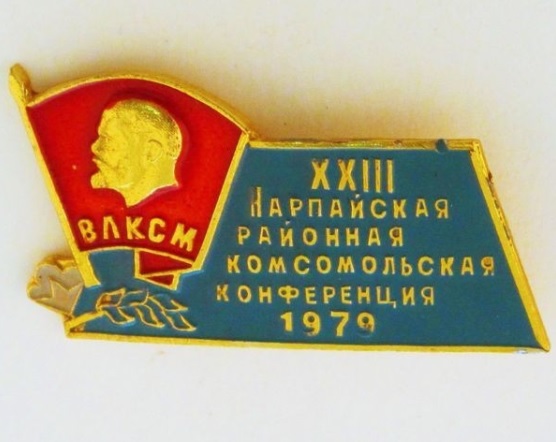 ВЛКСМ
XXIII
Нарпайская
районная
комсомольская
конференция
1979